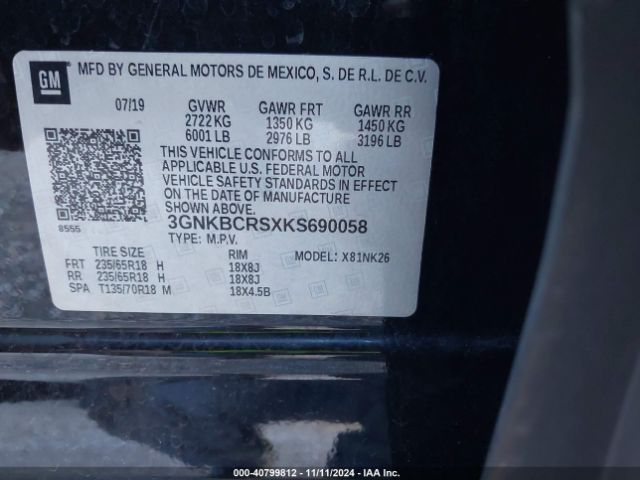 GM
MFD BY GENERAL MOTORS DE MEXICO, S. DE R.L. DE C.V.
07/19 GVWR GAWR FRT GAWR RR
2722 KG 1350 KG 1450 KG
6001 LB 2976 LB 3196 LB
THIS VEHICLE CONFORMS TO ALL
APPLICABLE U.S. FEDERAL MOTOR
VEHICLE SAFETY STANDARDS IN EFFECT
ON THE DATE OF MANUFACTURE
SHOWN ABOVE.
8555
3GNKBCRSXKS690058
TYPE: M.P.V. MODEL: X81NK26
TIRE SIZE RIM
FRT 235/65R18 H 18X8J
RR 235/65R18 H 18X8J
SPA T135/70R18 M 18X4.5B
000-40799812 - 11/11/2024 - IAA Inc.